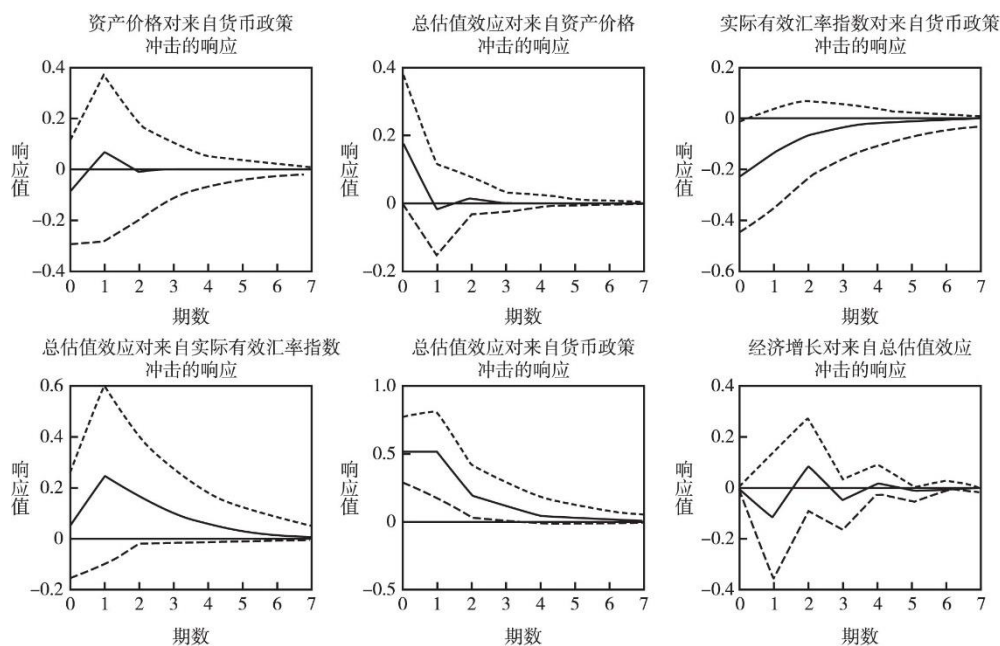 资产价格对来自货币政策
冲击的响应
0.4
0.2
0
−0.2
−0.4
响应值
0 1 2 3 4 5 6 7
期数
总估值效应对来自资产价格
冲击的响应
0.4
0.2
0
−0.2
响应值
0 1 2 3 4 5 6 7
期数
实际有效汇率指数对来自货币政策
冲击的响应
0.2
0
−0.2
−0.4
−0.6
响应值
0 1 2 3 4 5 6 7
期数
总估值效应对来自实际有效汇率指数
冲击的响应
0.6
0.4
0.2
0
−0.2
响应值
0 1 2 3 4 5 6 7
期数
总估值效应对来自货币政策
冲击的响应
1.0
0.5
0
−0.5
响应值
0 1 2 3 4 5 6 7
期数
经济增长对来自总估值效应
冲击的响应
0.4
0.2
0
−0.2
−0.4
响应值
0 1 2 3 4 5 6 7
期数